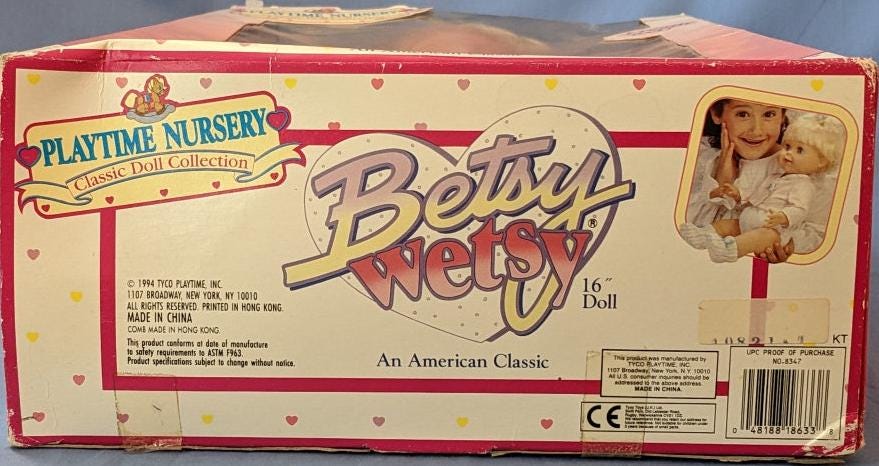 PLAYTIME NURSERY
PLAYTIME NURSERY
Classic Doll Collection
Betsy
Wetsy®
16" Doll
An American Classic
© 1994 TYCO PLAYTIME, INC.
1107 BROADWAY, NEW YORK, NY 10010
ALL RIGHTS RESERVED. PRINTED IN HONG KONG.
MADE IN CHINA
COMB MADE IN HONG KONG.
This product conforms at date of manufacture
to safety requirements to ASTM F963.
Product specifications subject to change without notice.
This product was manufactured by
TYCO PLAYTIME, INC.
1107 Broadway, New York, N.Y. 10010
All U.S. consumer inquiries should be
addressed to the above address.
MADE IN CHINA.
CE
KT
UPC PROOF OF PURCHASE
NO.8347
0 48188 18633 8